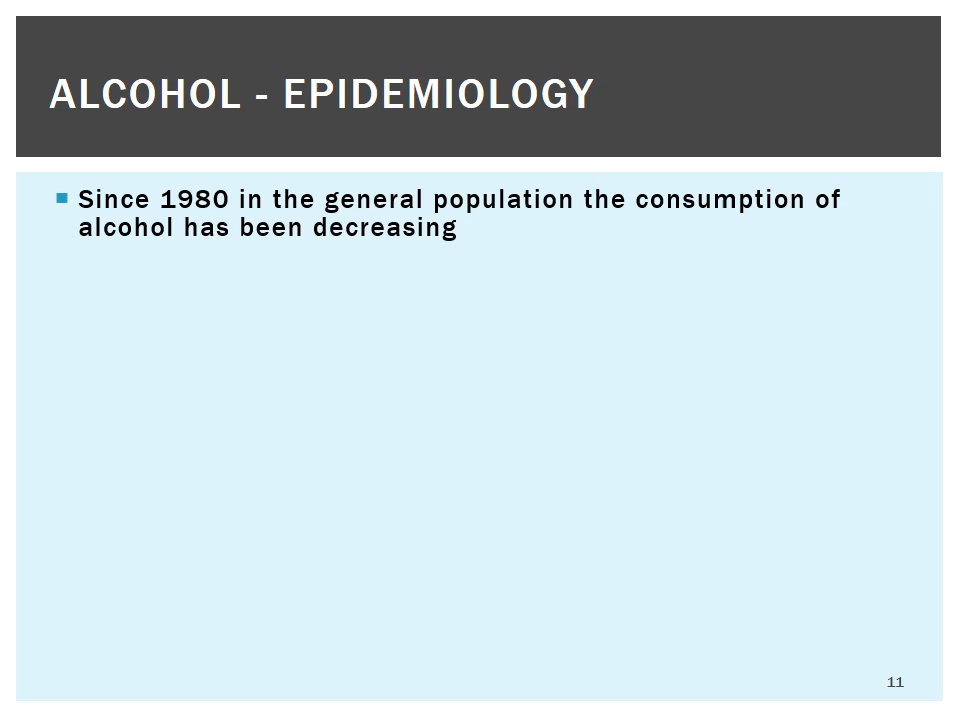 ALCOHOL - EPIDEMIOLOGY
Since 1980 in the general population the consumption of
alcohol has been decreasing
11